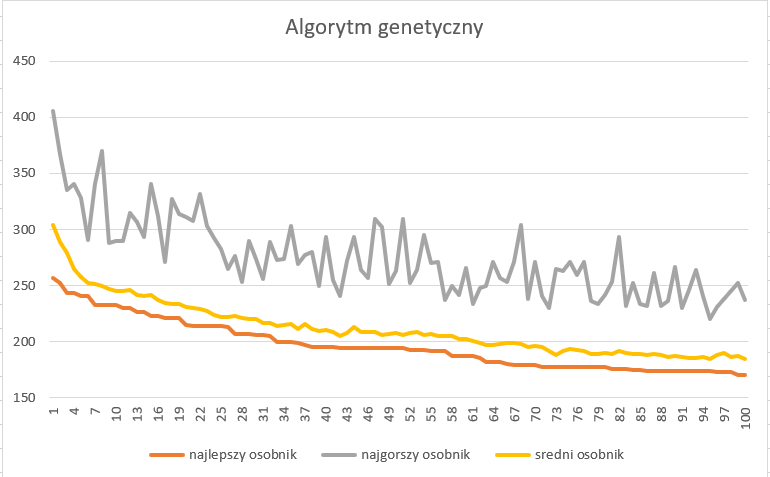 Algorytm genetyczny
450
400
350
300
250
200
150
1 4 7 10 13 16 19 22 25 28 31 34 37 40 43 46 49 52 55 58 61 64 67 70 73 76 79 82 85 88 91 94 97 100
najlepszy osobnik najgorszy osobnik sredni osobnik